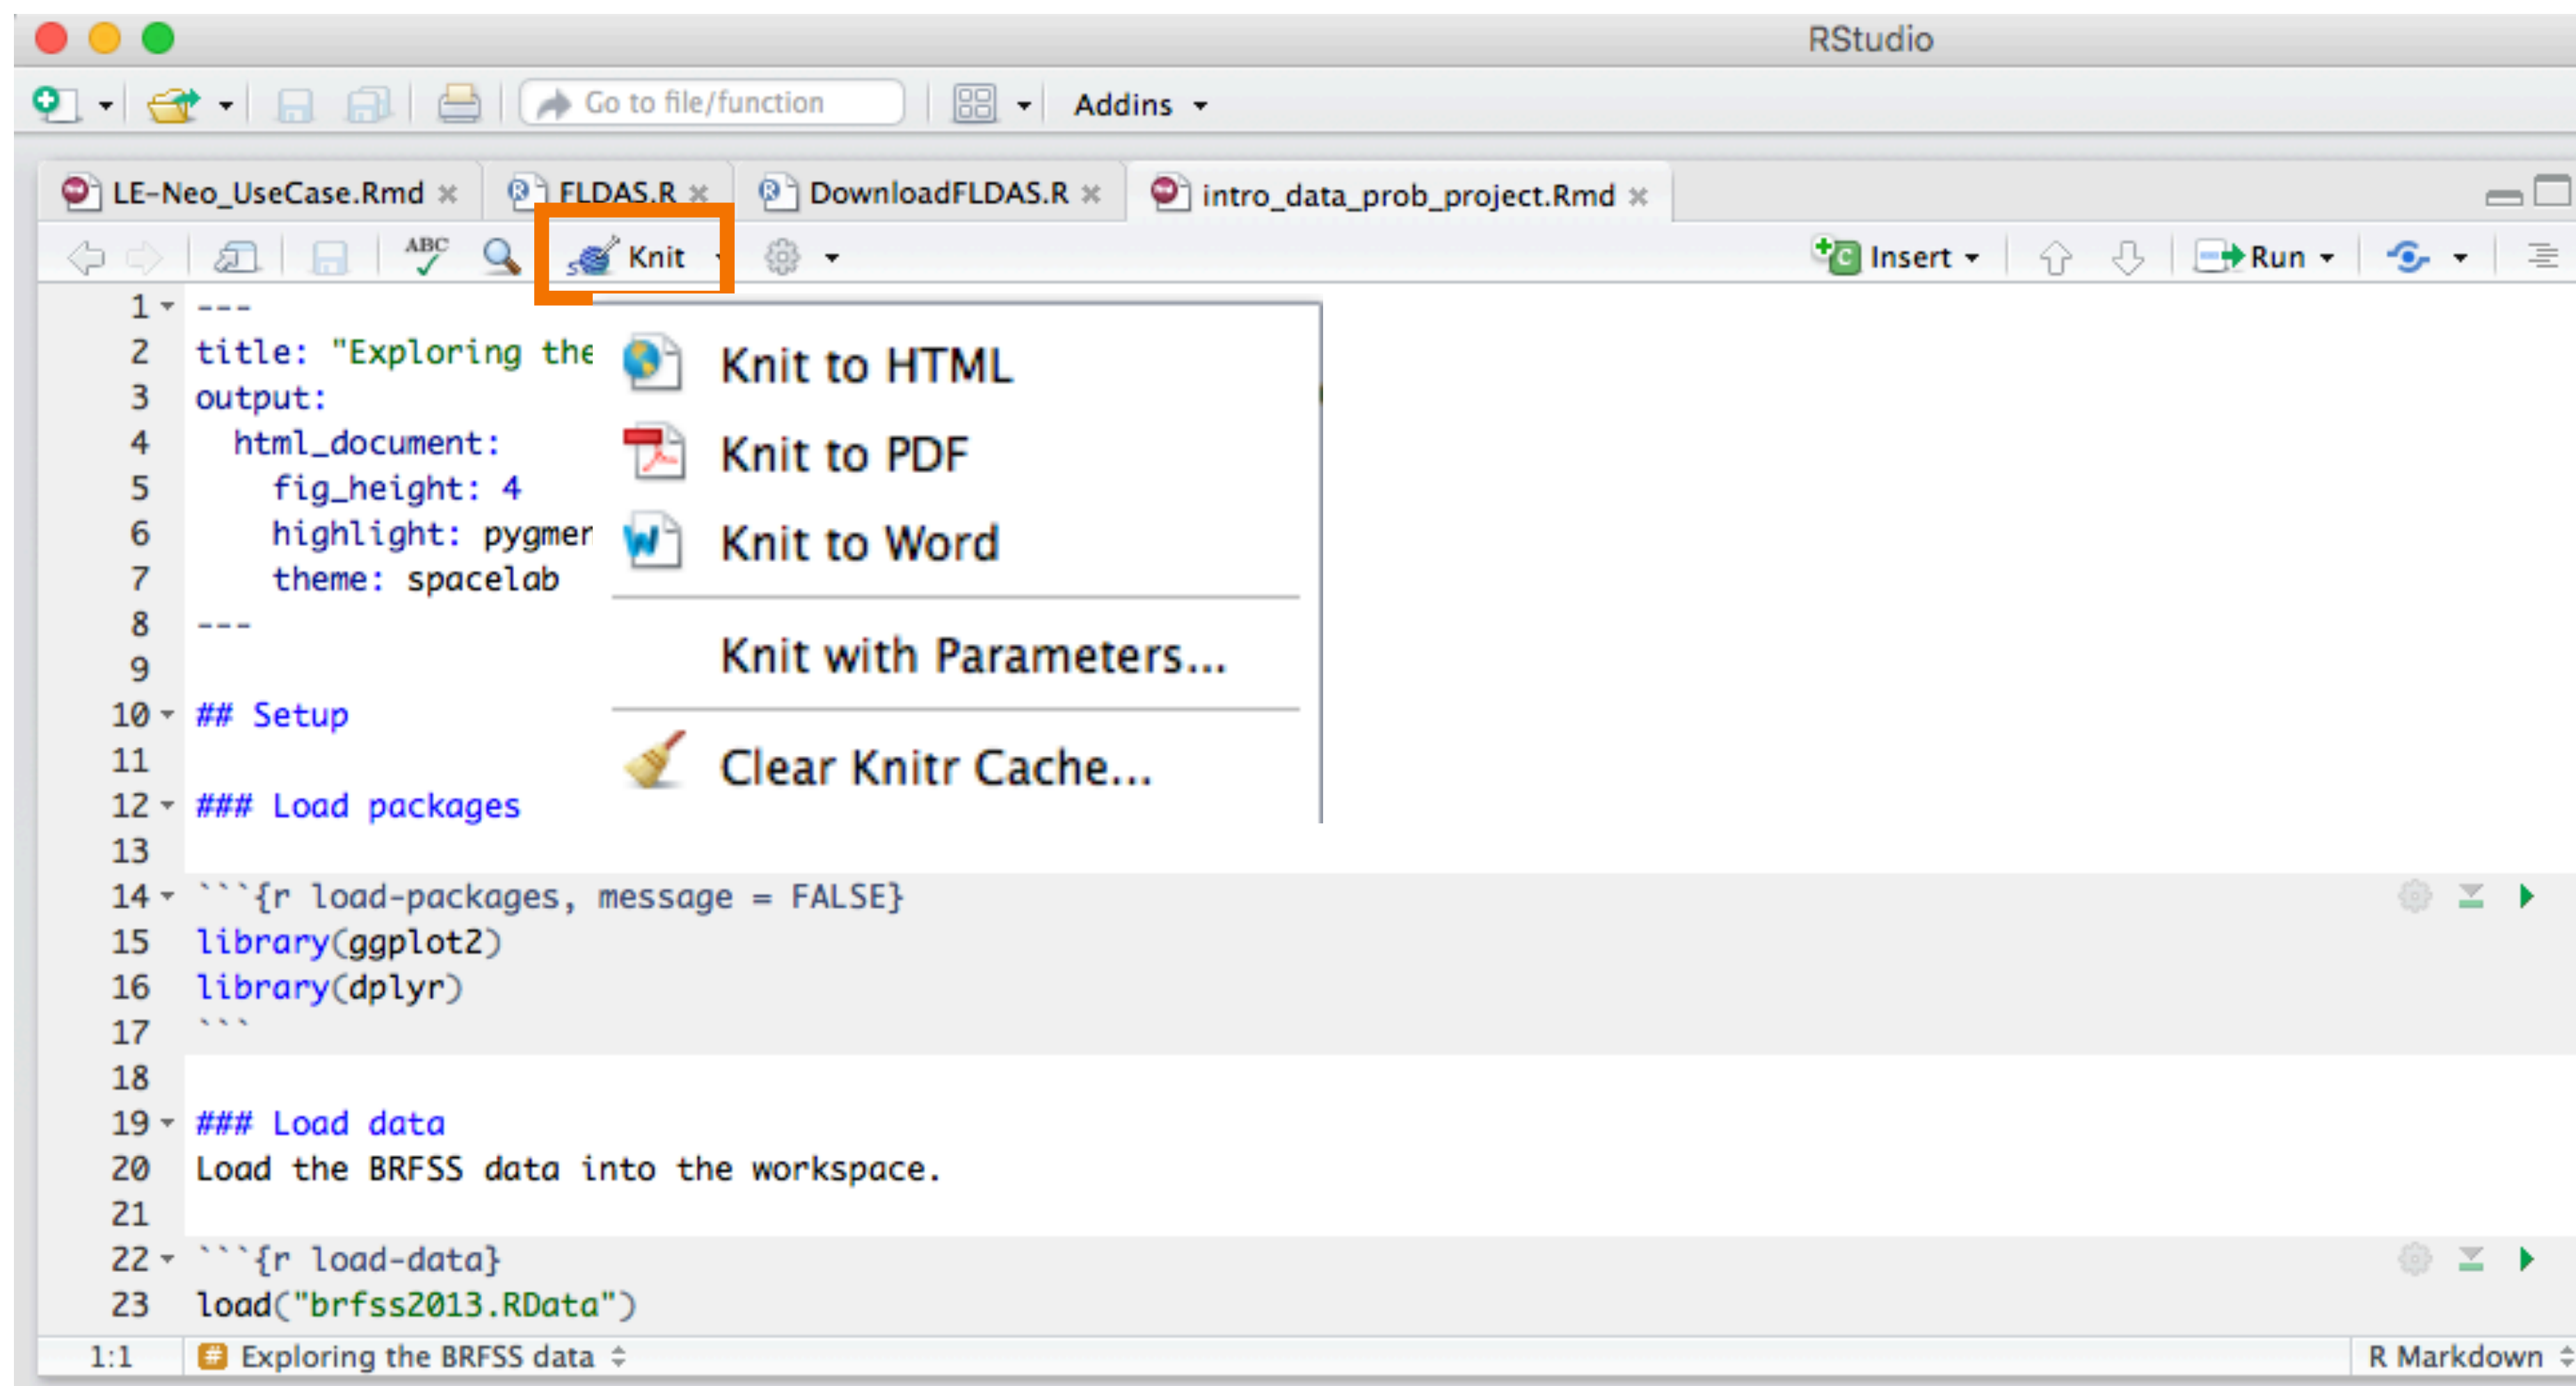 RStudio
Go to file/function
Addins
LE-Neo_UseCase.Rmd
FLDAS.R
DownloadFLDAS.R
intro_data_prob_project.Rmd
ABC
Knit
Insert
Run
1 ---
2 title: "Exploring the
3 output:
4 html_document:
5 fig_height: 4
6 highlight: pygmen
7 theme: spacelab
8 ---
9
Knit to HTML
Knit to PDF
Knit to Word
Knit with Parameters...
Clear Knitr Cache...
10 ## Setup
11
12 ### Load packages
13
14 ```{r load-packages, message = FALSE}
15 library(ggplot2)
16 library(dplyr)
17 ```
18
19 ### Load data
20 Load the BRFSS data into the workspace.
21
22 ```{r load-data}
23 load("brfss2013.RData")
1:1 # Exploring the BRFSS data
R Markdown